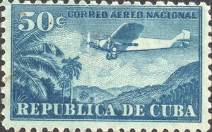 CORREO AEREO NACIONAL
50¢
REPUBLICA DE CUBA